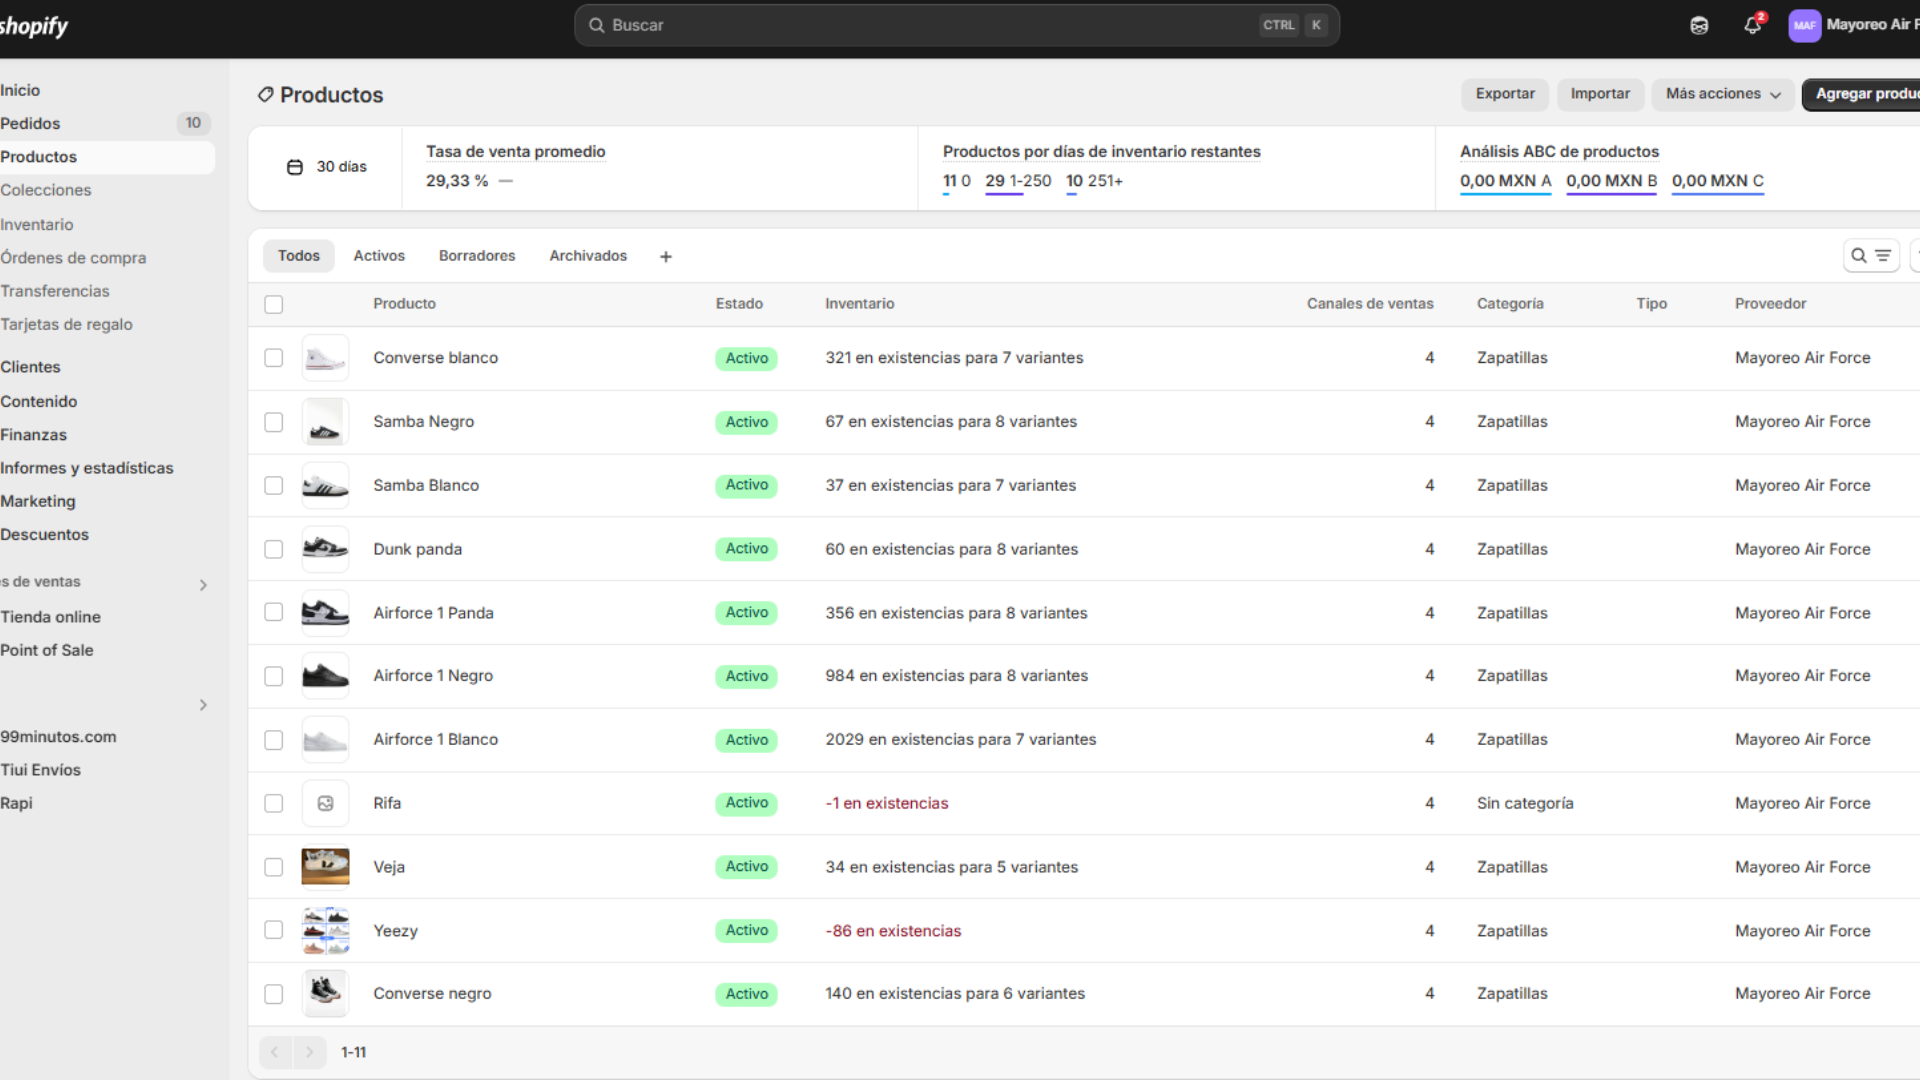 shopify
Buscar
CTRL K
2
MAF
Mayoreo Air F
Inicio
Pedidos 10
Productos
Colecciones
Inventario
Órdenes de compra
Transferencias
Tarjetas de regalo
Clientes
Contenido
Finanzas
Informes y estadísticas
Marketing
Descuentos
es de ventas
Tienda online
Point of Sale
99minutos.com
Tiui Envíos
Rapi
Productos
Exportar
Importar
Más acciones
Agregar produc
30 días
Tasa de venta promedio
29,33 % —
Productos por días de inventario restantes
11 0 29 1-250 10 251+
Análisis ABC de productos
0,00 MXN A 0,00 MXN B 0,00 MXN C
Todos Activos Borradores Archivados +
Producto Estado Inventario Canales de ventas Categoría Tipo Proveedor
Converse blanco Activo 321 en existencias para 7 variantes 4 Zapatillas Mayoreo Air Force
Samba Negro Activo 67 en existencias para 8 variantes 4 Zapatillas Mayoreo Air Force
Samba Blanco Activo 37 en existencias para 7 variantes 4 Zapatillas Mayoreo Air Force
Dunk panda Activo 60 en existencias para 8 variantes 4 Zapatillas Mayoreo Air Force
Airforce 1 Panda Activo 356 en existencias para 8 variantes 4 Zapatillas Mayoreo Air Force
Airforce 1 Negro Activo 984 en existencias para 8 variantes 4 Zapatillas Mayoreo Air Force
Airforce 1 Blanco Activo 2029 en existencias para 7 variantes 4 Zapatillas Mayoreo Air Force
Rifa Activo -1 en existencias 4 Sin categoría Mayoreo Air Force
Veja Activo 34 en existencias para 5 variantes 4 Zapatillas Mayoreo Air Force
Yeezy Activo -86 en existencias 4 Zapatillas Mayoreo Air Force
Converse negro Activo 140 en existencias para 6 variantes 4 Zapatillas Mayoreo Air Force
1-11